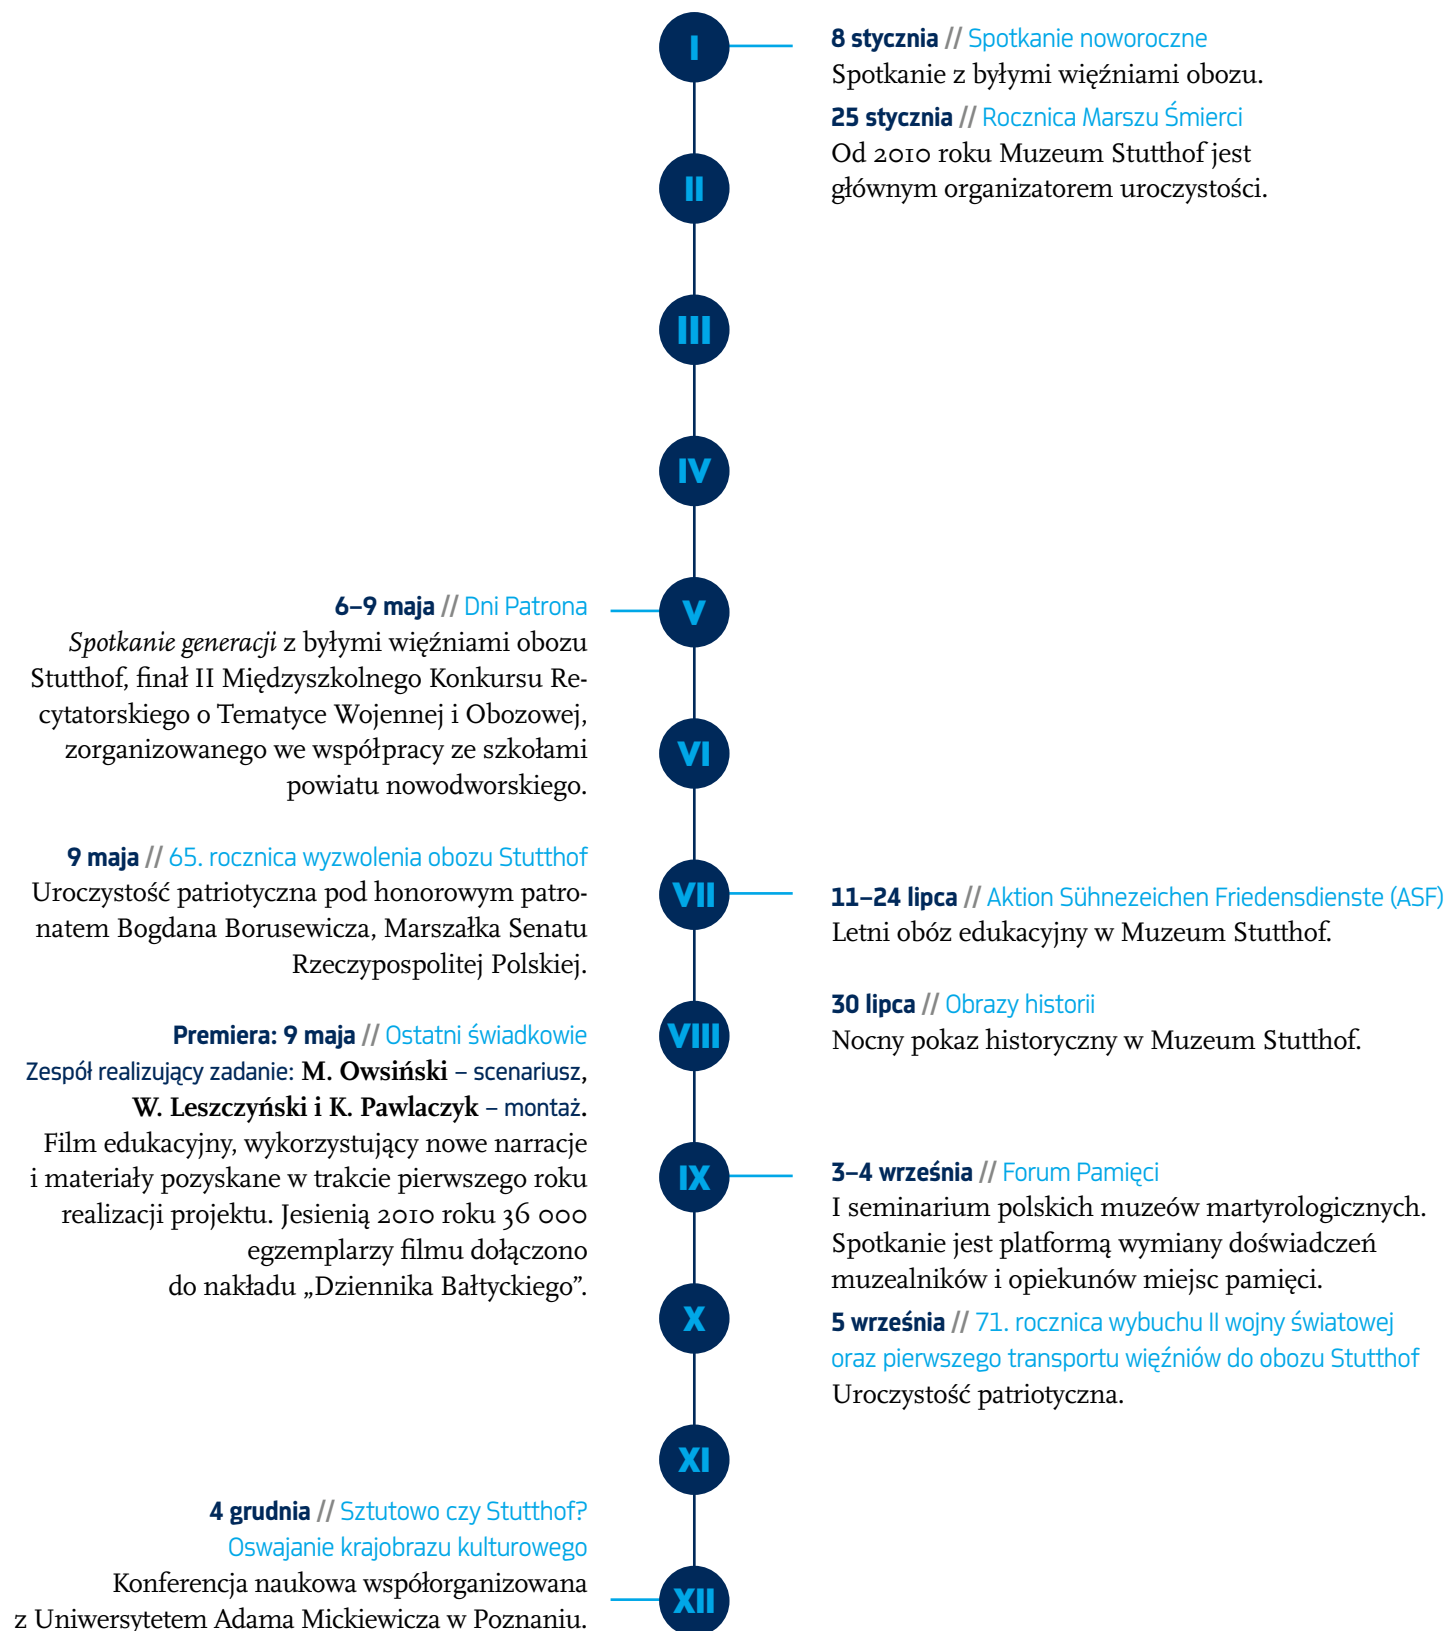 I
8 stycznia // Spotkanie noworoczne
Spotkanie z byłymi więźniami obozu.
25 stycznia // Rocznica Marszu Śmierci
Od 2010 roku Muzeum Stutthof jest
głównym organizatorem uroczystości.
II
III
IV
V
6–9 maja // Dni Patrona
Spotkanie generacji z byłymi więźniami obozu
Stutthof, finał II Międzyszkolnego Konkursu Re-
cytatorskiego o Tematyce Wojennej i Obozowej,
zorganizowanego we współpracy ze szkołami
powiatu nowodworskiego.
9 maja // 65. rocznica wyzwolenia obozu Stutthof
Uroczystość patriotyczna pod honorowym patro-
natem Bogdana Borusewicza, Marszałka Senatu
Rzeczypospolitej Polskiej.
Premiera: 9 maja // Ostatni świadkowie
Zespół realizujący zadanie: M. Owsiński – scenariusz,
W. Leszczyński i K. Pawlaczyk – montaż.
Film edukacyjny, wykorzystujący nowe narracje
i materiały pozyskane w trakcie pierwszego roku
realizacji projektu. Jesienią 2010 roku 36 000
egzemplarzy filmu dołączono
do nakładu „Dziennika Bałtyckiego”.
VI
VII
11–24 lipca // Aktion Sühnezeichen Friedensdienste (ASF)
Letni obóz edukacyjny w Muzeum Stutthof.
30 lipca // Obrazy historii
Nocny pokaz historyczny w Muzeum Stutthof.
VIII
IX
3–4 września // Forum Pamięci
I seminarium polskich muzeów martyrologicznych.
Spotkanie jest platformą wymiany doświadczeń
muzealników i opiekunów miejsc pamięci.
5 września // 71. rocznica wybuchu II wojny światowej
oraz pierwszego transportu więźniów do obozu Stutthof
Uroczystość patriotyczna.
X
XI
XII
4 grudnia // Sztutowo czy Stutthof?
Oswajanie krajobrazu kulturowego
Konferencja naukowa współorganizowana
z Uniwersytetem Adama Mickiewicza w Poznaniu.